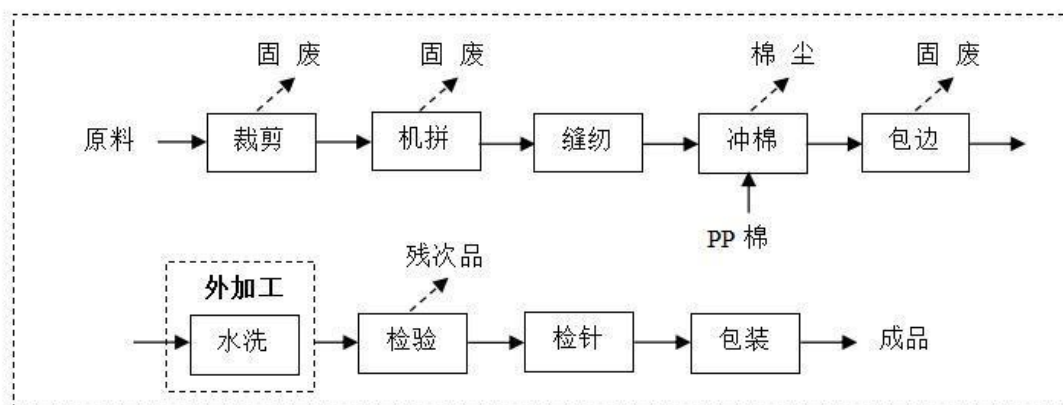 固 废
固 废
棉 尘
固 废
原料
裁剪
机拼
缝纫
冲棉
包边
PP 棉
残次品
外加工
水洗
检验
检针
包装
成品